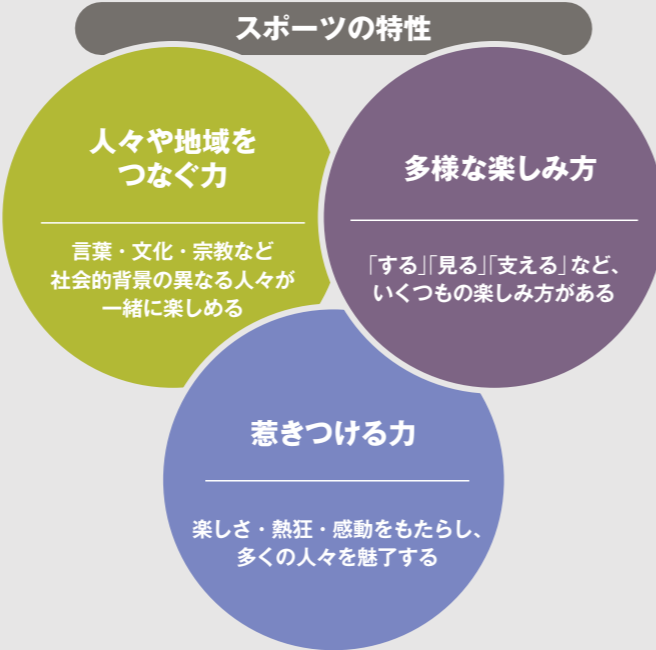 スポーツの特性
人々や地域を
つなぐ力
言葉・文化・宗教など
社会的背景の異なる人々が
一緒に楽しめる
多様な楽しみ方
「する」「見る」「支える」など、
いくつもの楽しみ方がある
惹きつける力
楽しさ・熱狂・感動をもたらし、
多くの人々を魅了する